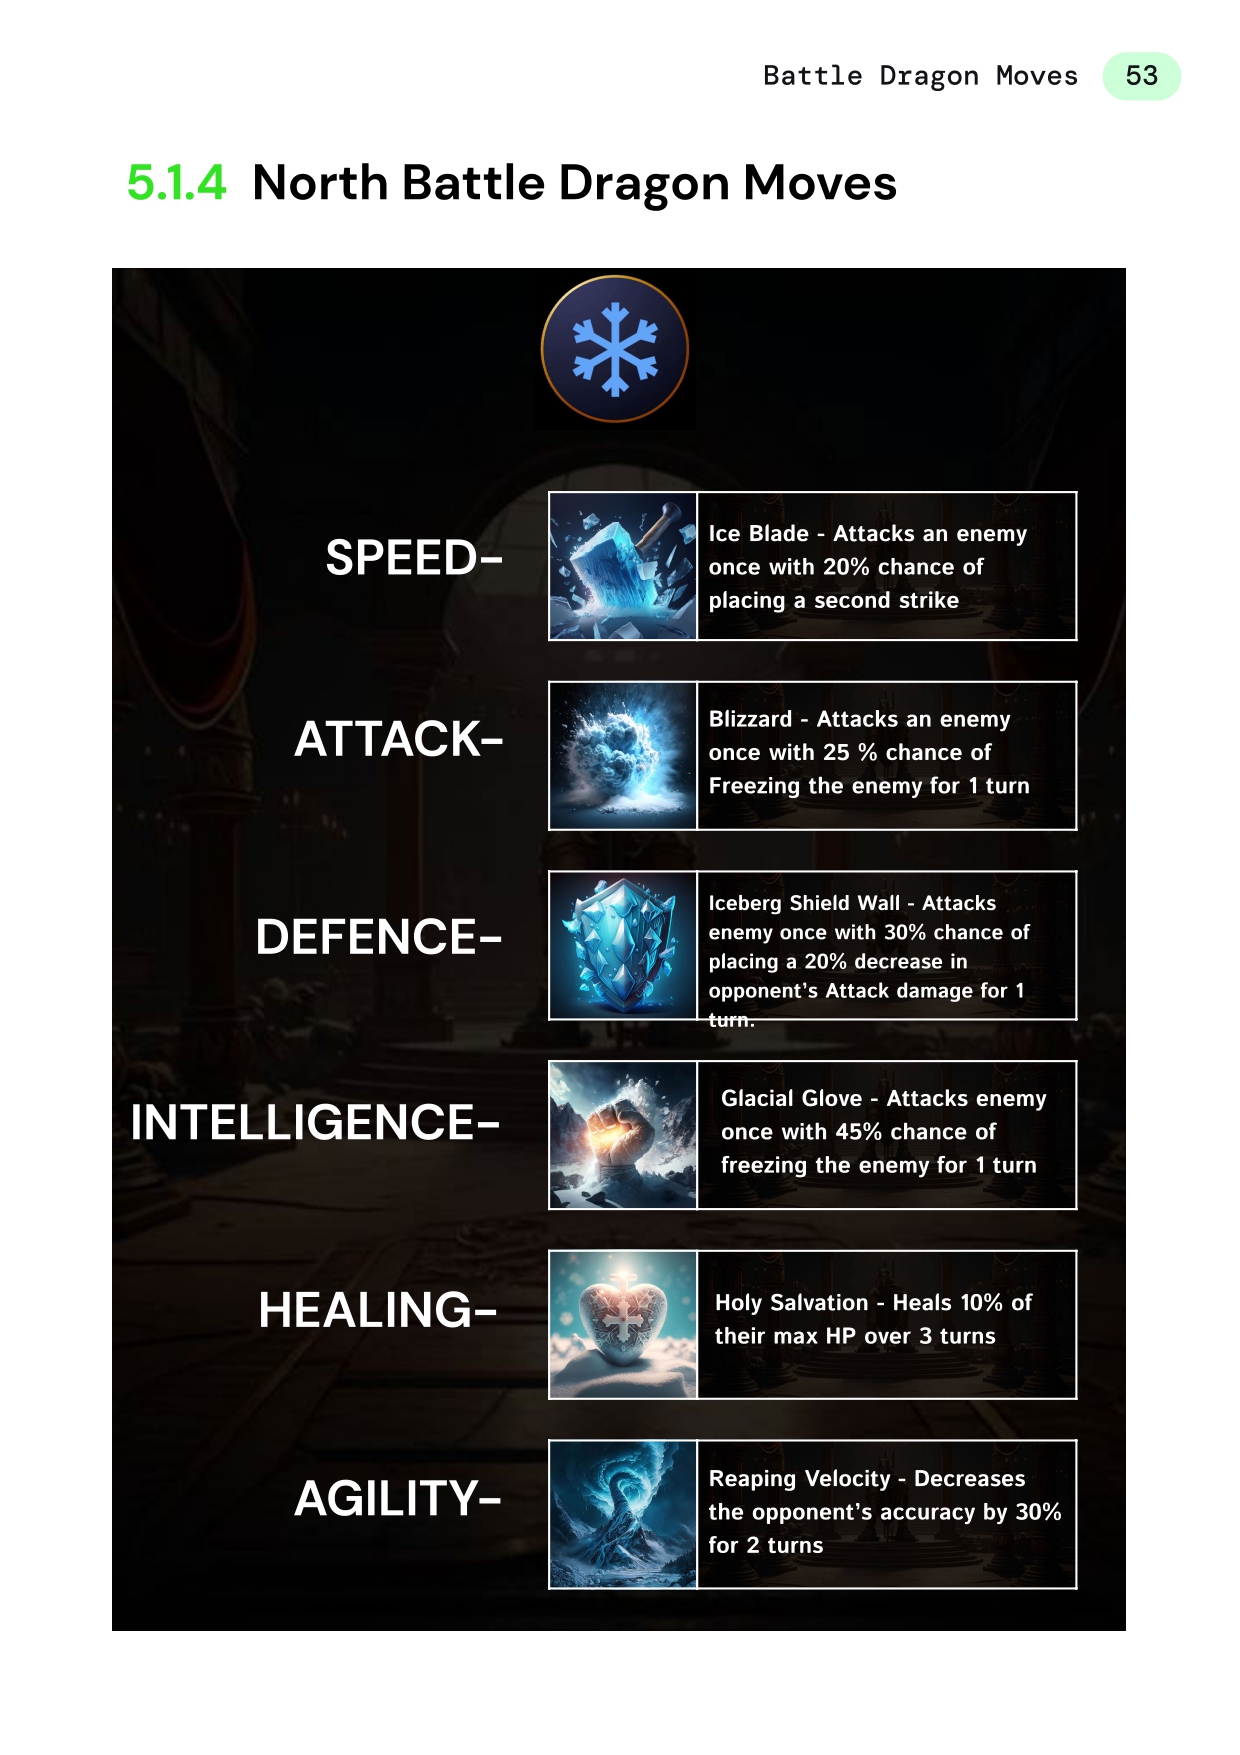 Battle Dragon Moves 53
5.1.4 North Battle Dragon Moves
SPEED-
Ice Blade - Attacks an enemy
once with 20% chance of
placing a second strike
ATTACK-
Blizzard - Attacks an enemy
once with 25 % chance of
Freezing the enemy for 1 turn
DEFENCE-
Iceberg Shield Wall - Attacks
enemy once with 30% chance of
placing a 20% decrease in
opponent's Attack damage for 1
turn.
INTELLIGENCE-
Glacial Glove - Attacks enemy
once with 45% chance of
freezing the enemy for 1 turn
HEALING-
Holy Salvation - Heals 10% of
their max HP over 3 turns
AGILITY-
Reaping Velocity - Decreases
the opponent's accuracy by 30%
for 2 turns